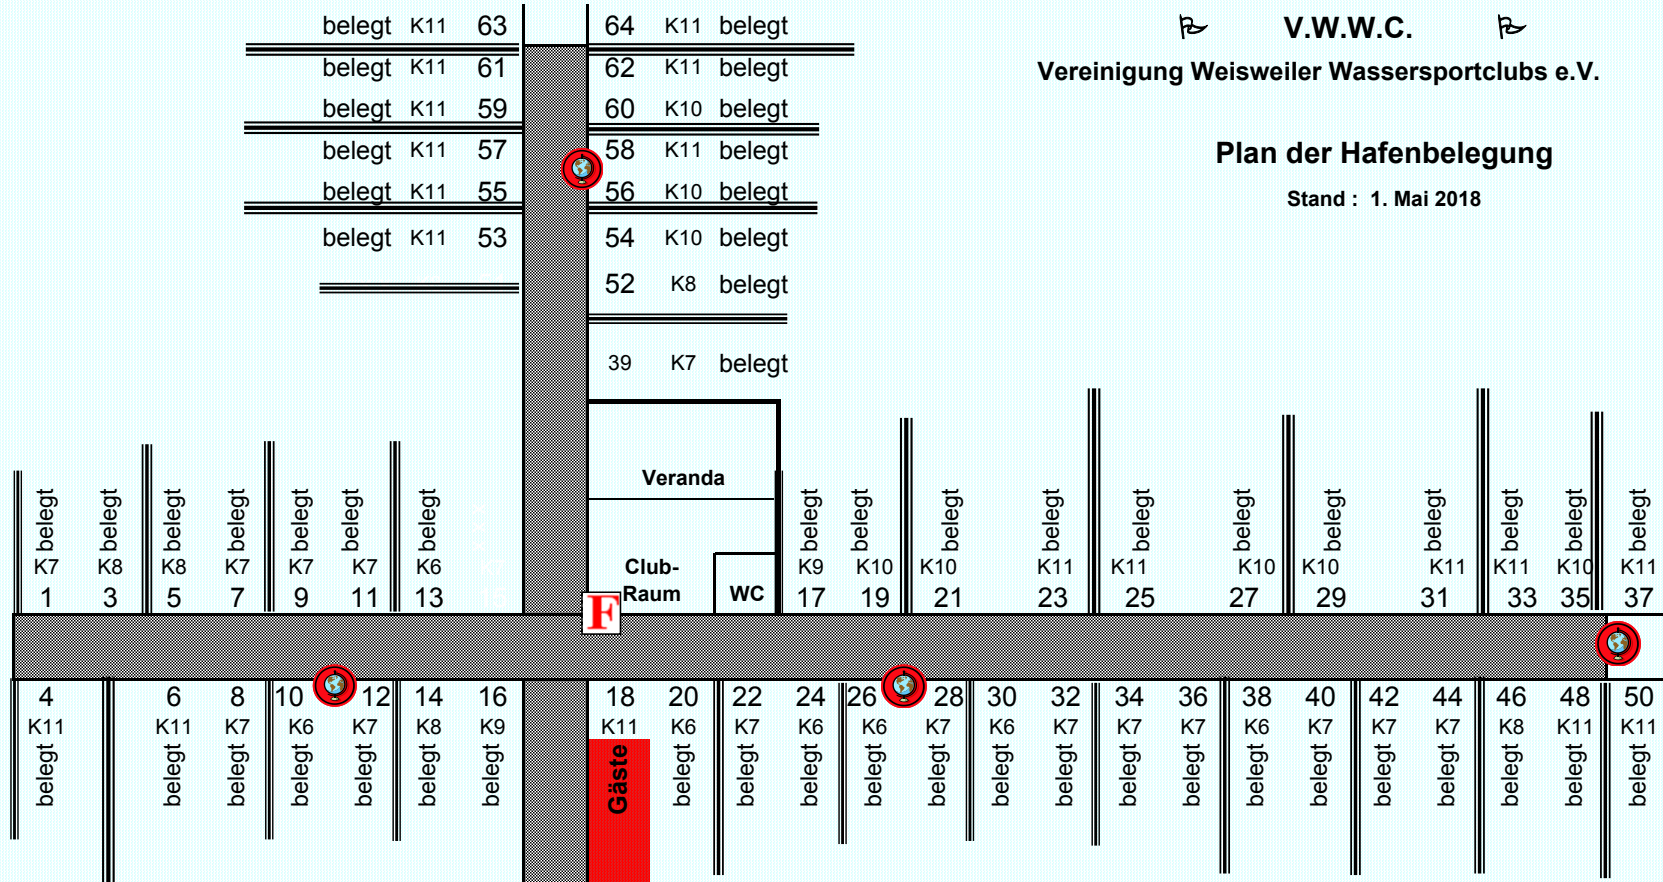 V.W.W.C.
Vereinigung Weisweiler Wassersportclubs e.V.
Plan der Hafenbelegung
Stand : 1. Mai 2018
belegt K11 63 64 K11 belegt
belegt K11 61 62 K11 belegt
belegt K11 59 60 K10 belegt
belegt K11 57 58 K11 belegt
belegt K11 55 56 K10 belegt
belegt K11 53 54 K10 belegt
52 K8 belegt
39 K7 belegt
Veranda
Club-
Raum
WC
F
belegt belegt belegt belegt belegt belegt belegt belegt belegt belegt belegt belegt belegt belegt belegt belegt belegt belegt
K7 K8 K8 K7 K7 K7 K6 K9 K10 K10 K11 K11 K10 K10 K11 K11 K10 K11
1 3 5 7 9 11 13 17 19 21 23 25 27 29 31 33 35 37
4 6 8 10 12 14 16 18 20 22 24 26 28 30 32 34 36 38 40 42 44 46 48 50
K11 K11 K7 K6 K7 K8 K9 K11 K6 K7 K6 K6 K7 K6 K7 K7 K7 K6 K7 K7 K7 K8 K11 K11
belegt belegt belegt belegt belegt belegt belegt Gäste belegt belegt belegt belegt belegt belegt belegt belegt belegt belegt belegt belegt belegt belegt belegt belegt